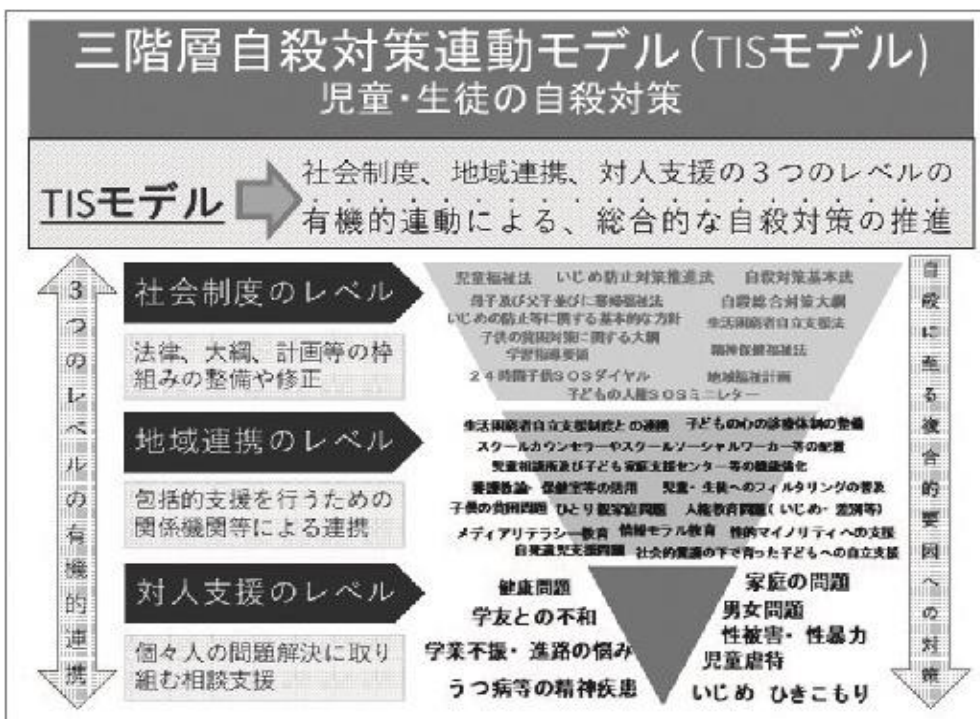 三階層自殺対策連動モデル(TISモデル)
児童・生徒の自殺対策
TISモデル
社会制度、地域連携、対人支援の3つのレベルの
有機的連動による、総合的な自殺対策の推進
3つのレベルの有機的連携
社会制度のレベル
法律、大綱、計画等の枠
組みの整備や修正
地域連携のレベル
包括的支援を行うための
関係機関等による連携
対人支援のレベル
個々人の問題解決に取り
組む相談支援
児童福祉法 いじめ防止対策推進法 自殺対策基本法
母子及び父子並びに寡婦福祉法 自殺総合対策大綱
いじめの防止等に関する基本的な方針 生活困窮者自立支援法
子供の貧困対策に関する大綱
学習指導要領 精神保健福祉法
24時間子供SOSダイヤル 地域福祉計画
子どもの人権SOSミニレター
生活困窮者自立支援制度との連携 子どもの心の診療体制の整備
スクールカウンセラーやスクールソーシャルワーカー等の配置
児童相談所及び子ども家庭支援センター等の機能強化
養護教諭・保健室等の活用 児童・生徒へのフィルタリングの普及
子供の貧困問題 ひとり親家庭問題 人権教育問題(いじめ・差別等)
メディアリテラシー教育 情報モラル教育 性的マイノリティへの支援
自死遺児支援問題 社会的養護の下で育った子どもへの自立支援
健康問題 家庭の問題
学友との不和 男女問題
性被害・性暴力
学業不振・進路の悩み 児童虐待
うつ病等の精神疾患 いじめ ひきこもり
自殺に至る複合的要因への対策